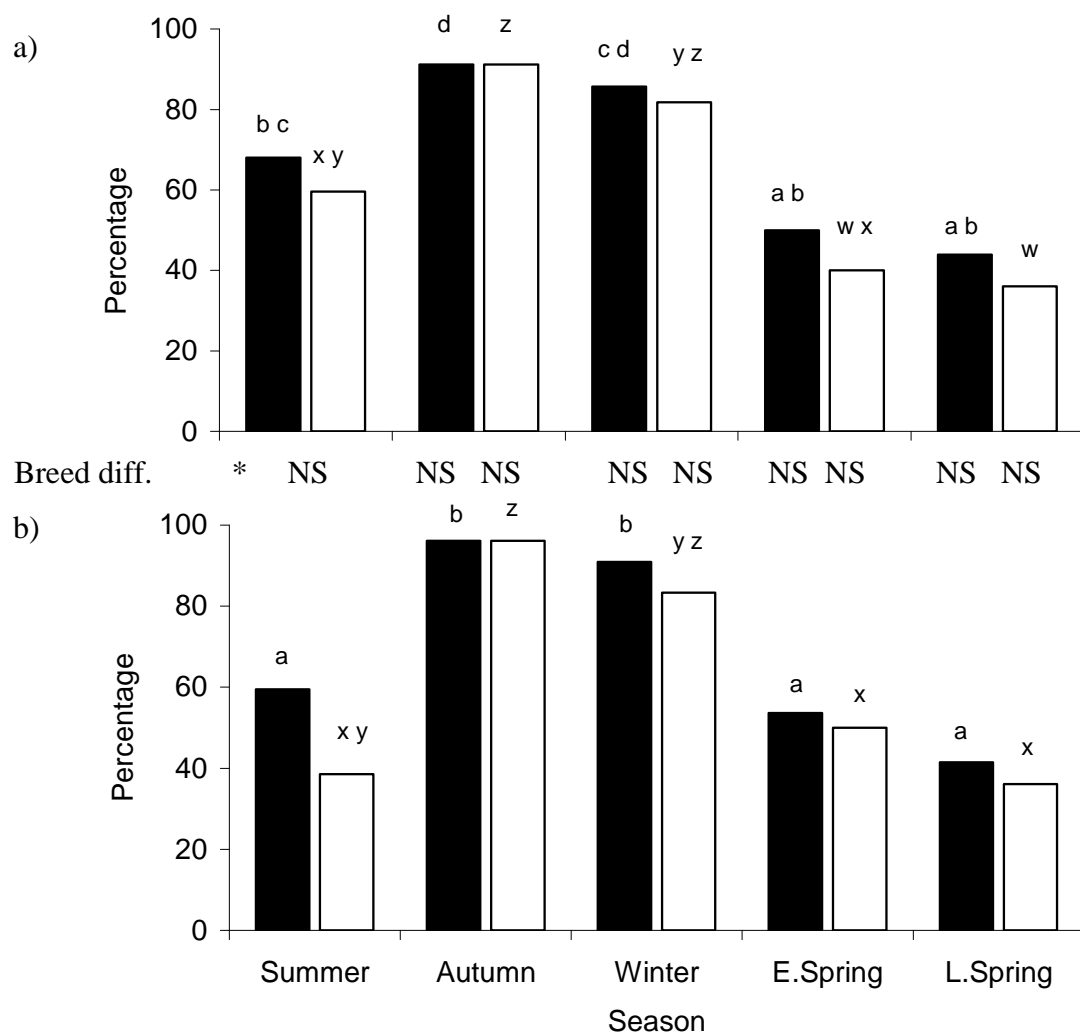 a)
100
80
60
40
20
0
Percentage
b c
x y
d
z
c d
y z
a b
w x
a b
w
Breed diff. * NS NS NS NS NS NS NS NS NS
b)
100
80
60
40
20
0
Percentage
a
x y
b
z
b
y z
a
x
a
x
Summer Autumn Winter E.Spring L.Spring
Season